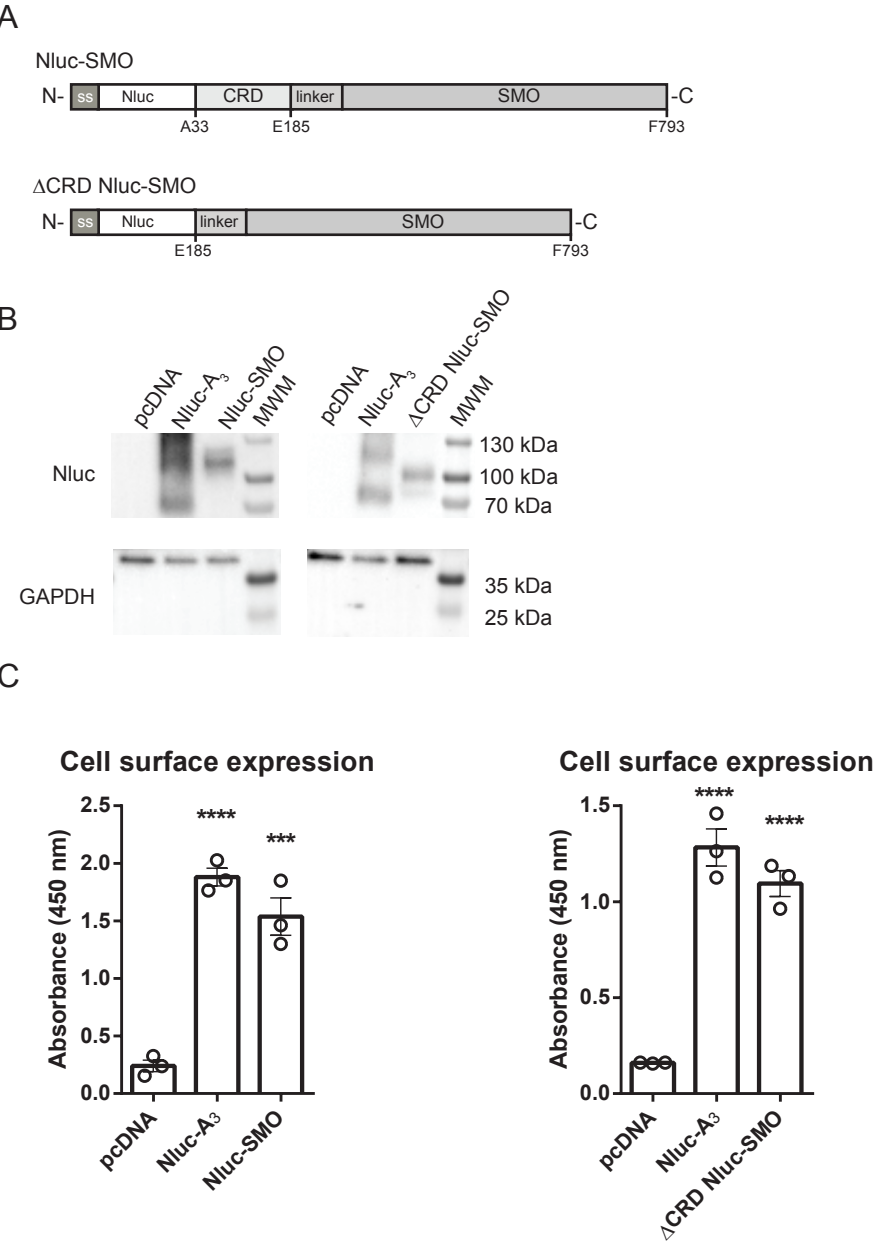 A
Nluc-SMO
N- ss Nluc CRD linker SMO -C
A33 E185 F793
ΔCRD Nluc-SMO
N- ss Nluc linker SMO -C
E185 F793
B
pcDNA Nluc-A3 Nluc-SMO MWM pcDNA Nluc-A3 ΔCRD Nluc-SMO MWM
Nluc
130 kDa
100 kDa
70 kDa
GAPDH
35 kDa
25 kDa
C
Cell surface expression
Absorbance (450 nm)
2.5
2.0
1.5
1.0
0.5
0.0
**** ***
pcDNA Nluc-A3 Nluc-SMO
Cell surface expression
Absorbance (450 nm)
1.5
1.0
0.5
0.0
**** ****
pcDNA Nluc-A3 ΔCRD Nluc-SMO